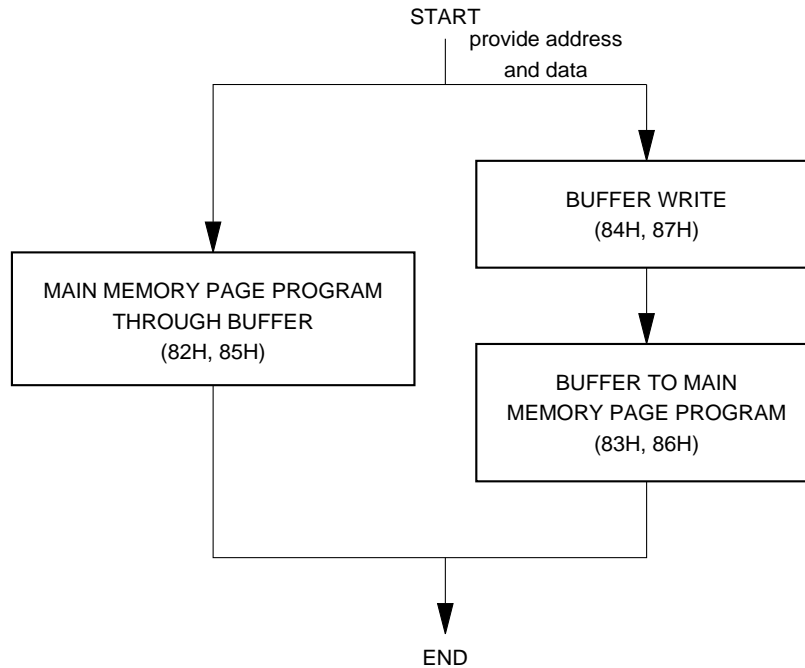 START
provide address
and data
BUFFER WRITE
(84H, 87H)
MAIN MEMORY PAGE PROGRAM
THROUGH BUFFER
(82H, 85H)
BUFFER TO MAIN
MEMORY PAGE PROGRAM
(83H, 86H)
END